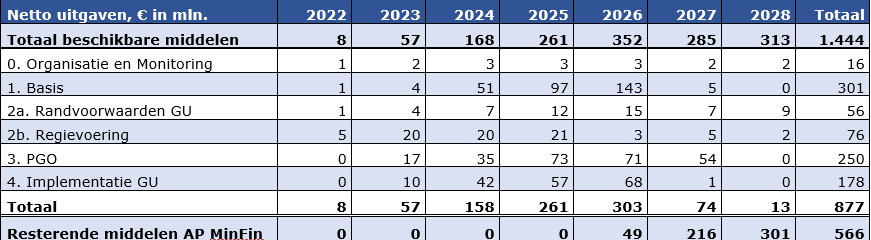 Netto uitgaven, € in mln. 2022 2023 2024 2025 2026 2027 2028 Totaal
Totaal beschikbare middelen 8 57 168 261 352 285 313 1.444
0. Organisatie en Monitoring 1 2 3 3 3 2 2 16
1. Basis 1 4 51 97 143 5 0 301
2a. Randvoorwaarden GU 1 4 7 12 15 7 9 56
2b. Regievoering 5 20 20 21 3 5 2 76
3. PGO 0 17 35 73 71 54 0 250
4. Implementatie GU 0 10 42 57 68 1 0 178
Totaal 8 57 158 261 303 74 13 877
Resterende middelen AP MinFin 0 0 0 0 49 216 301 566